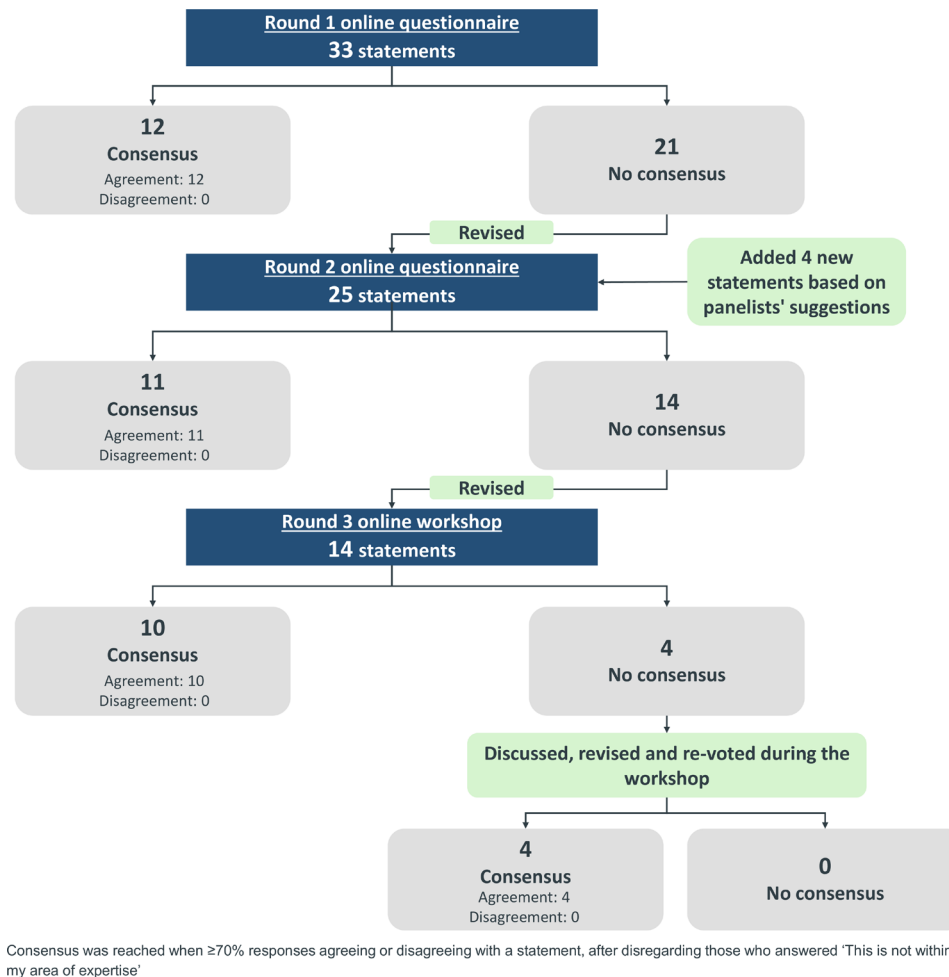 Round 1 online questionnaire
33 statements
12
Consensus
Agreement: 12
Disagreement: 0
21
No consensus
Revised
Round 2 online questionnaire
25 statements
Added 4 new
statements based on
panelists' suggestions
11
Consensus
Agreement: 11
Disagreement: 0
14
No consensus
Revised
Round 3 online workshop
14 statements
10
Consensus
Agreement: 10
Disagreement: 0
4
No consensus
Discussed, revised and re-voted during the
workshop
4
Consensus
Agreement: 4
Disagreement: 0
0
No consensus
Consensus was reached when ≥70% responses agreeing or disagreeing with a statement, after disregarding those who answered ‘This is not within
my area of expertise’